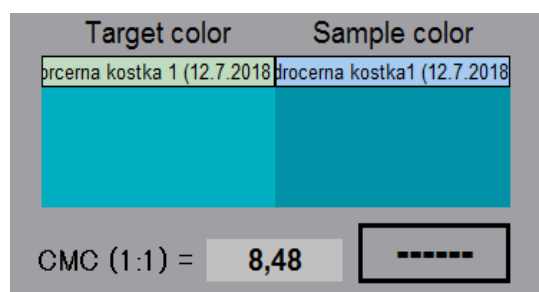 Target color Sample color
orcerna kostka 1 (12.7.2018 drocerna kostka1 (12.7.2018
CMC (1:1) = 8,48 ------